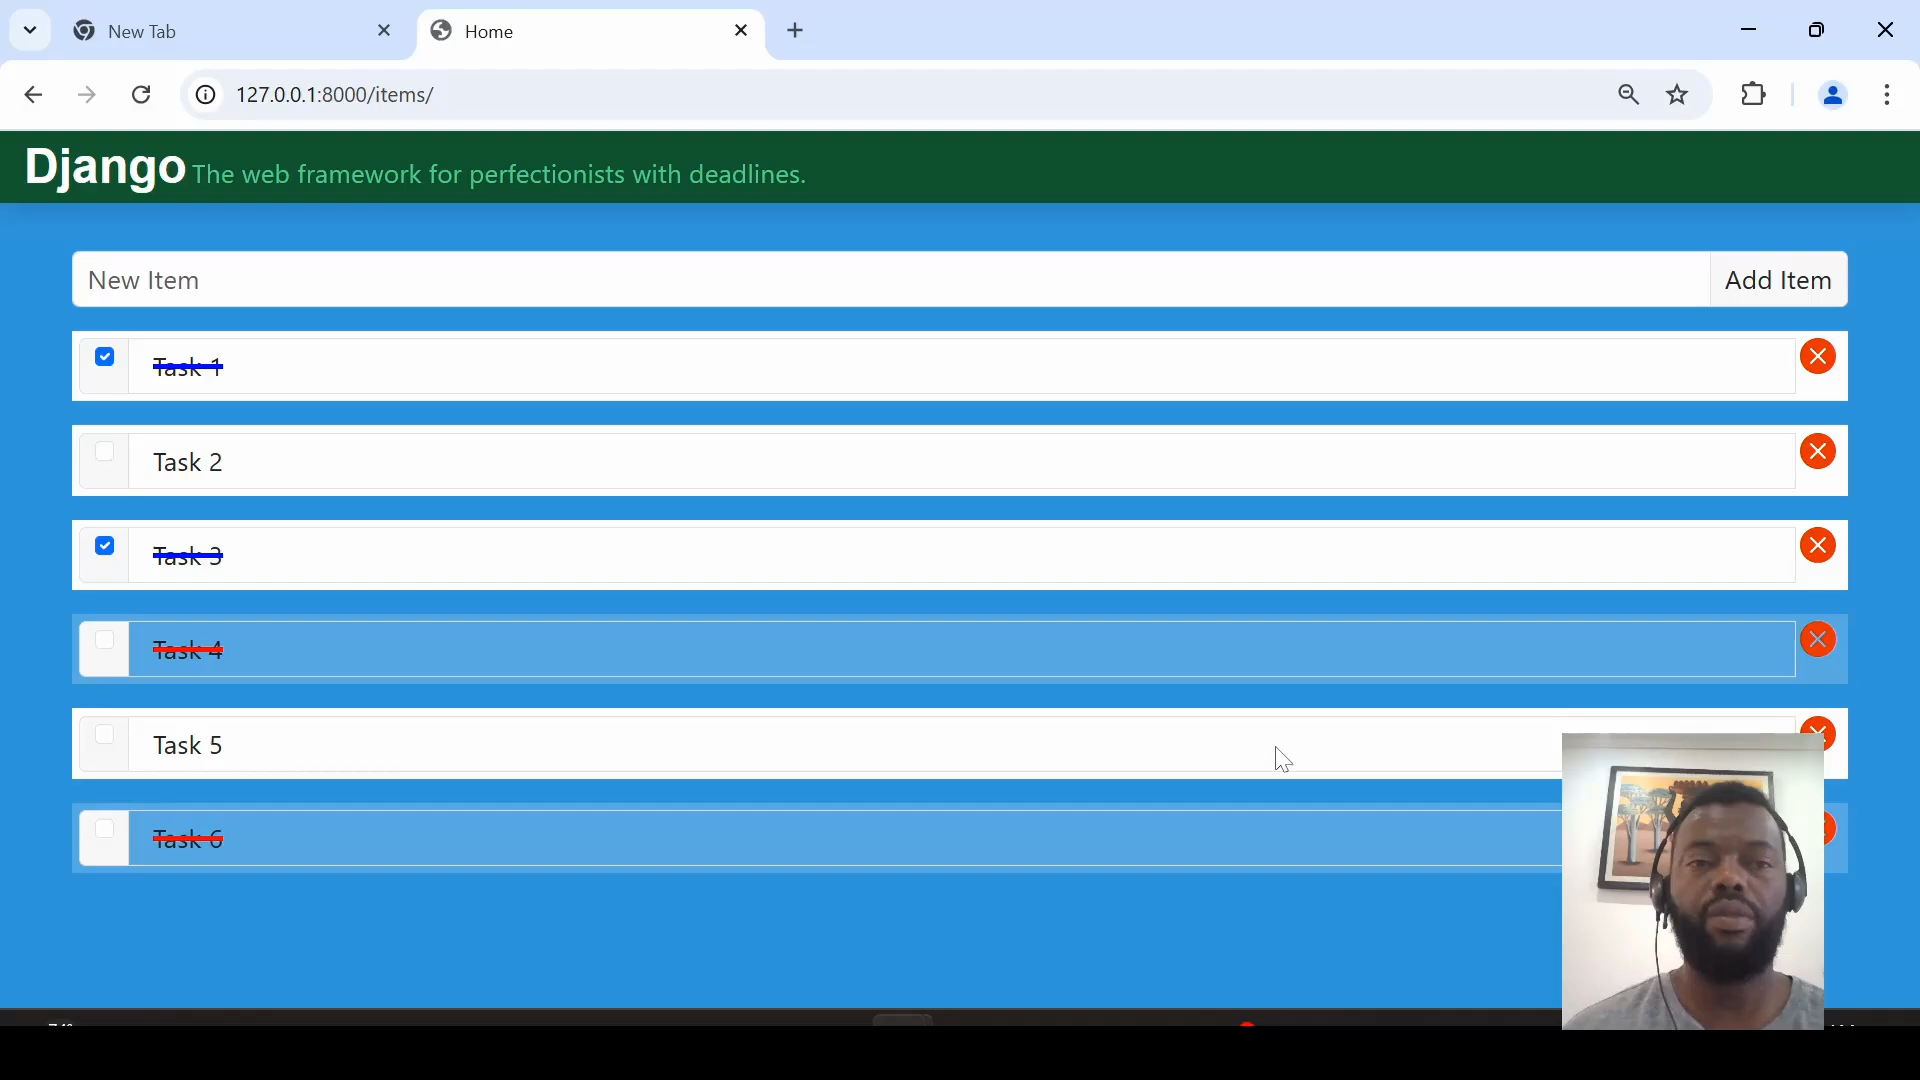 New Tab
Home
127.0.0.1:8000/items/
Django The web framework for perfectionists with deadlines.
New Item
Add Item
Task 1
Task 2
Task 3
Task 4
Task 5
Task 6